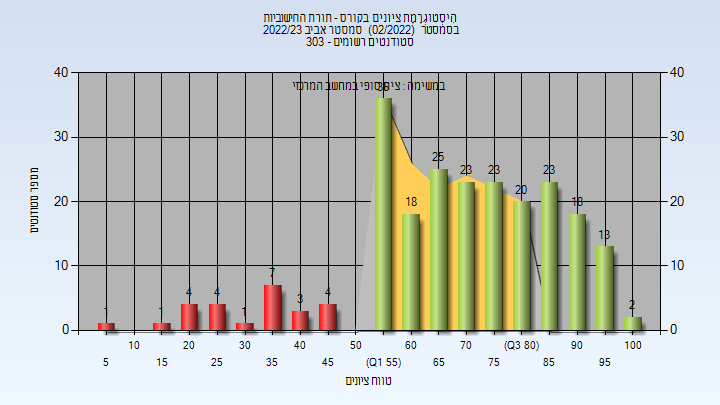 היסטוגרמת ציונים בקורס - תורת החישוביות
בסמסטר (02/2022) סמסטר אביב 2022/23
סטודנטים רשומים - 303
במשימה : ציון סופי במחשב המרכזי
40 40
30 30
20 20
10 10
0 0
מספר סטודנטים
1 1 4 4 1 7 3 4 36 18 25 23 23 20 23 18 13 2
10 20 30 40 50 60 70 (Q3 80) 90 100
5 15 25 35 45 (Q1 55) 65 75 85 95
טווח ציונים